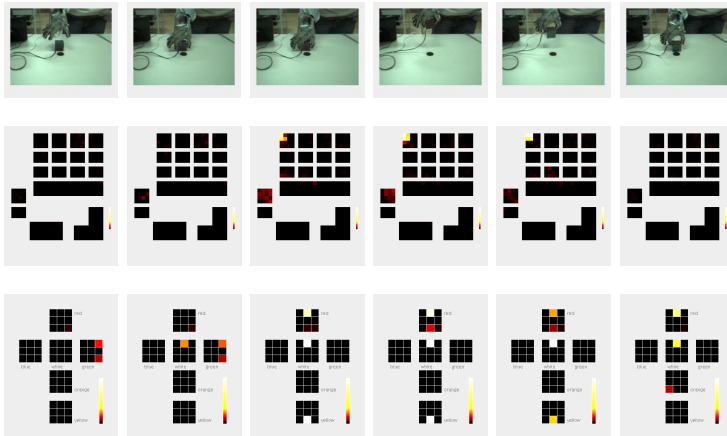 red red red red red red
blue white green blue white green blue white green blue white green blue white green blue white green
orange orange orange orange orange orange
yellow yellow yellow yellow yellow yellow